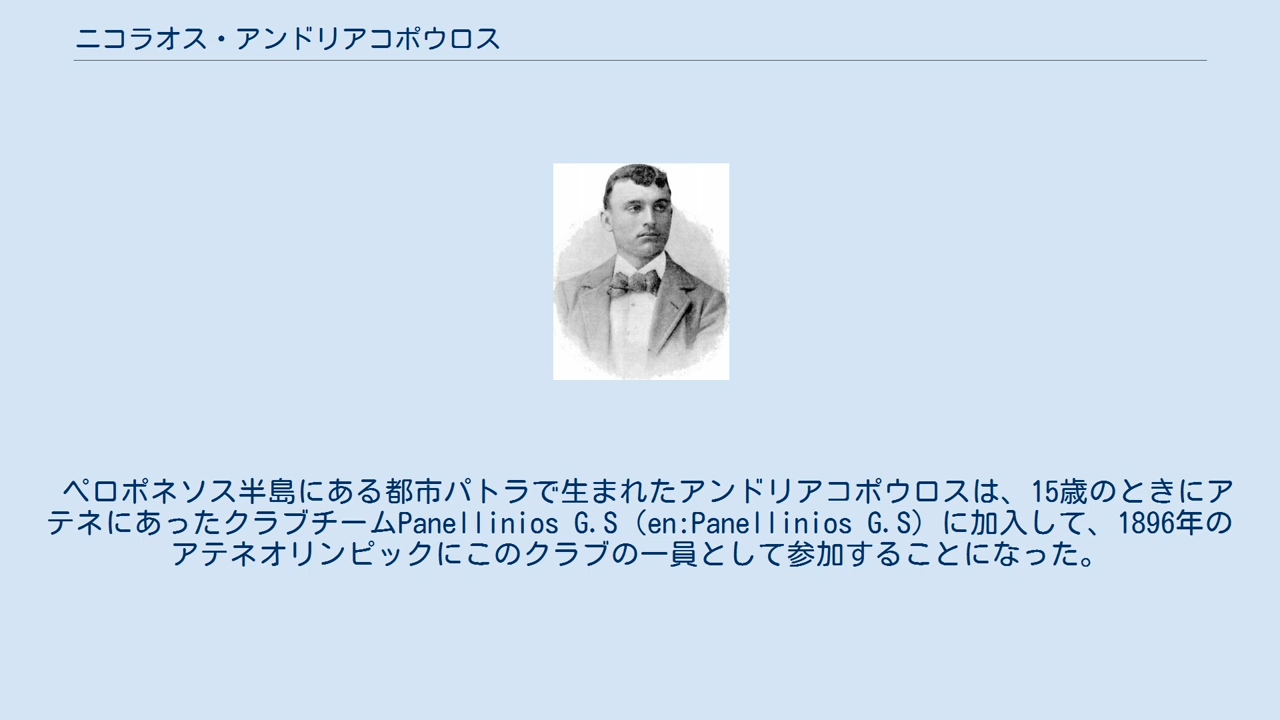 ニコラオス・アンドリアコポウロス
ペロポネソス半島にある都市パトラで生まれたアンドリアコポウロスは、15歳のときにア
テネにあったクラブチームPanellinios G.S（en:Panellinios G.S）に加入して、1896年の
アテネオリンピックにこのクラブの一員として参加することになった。